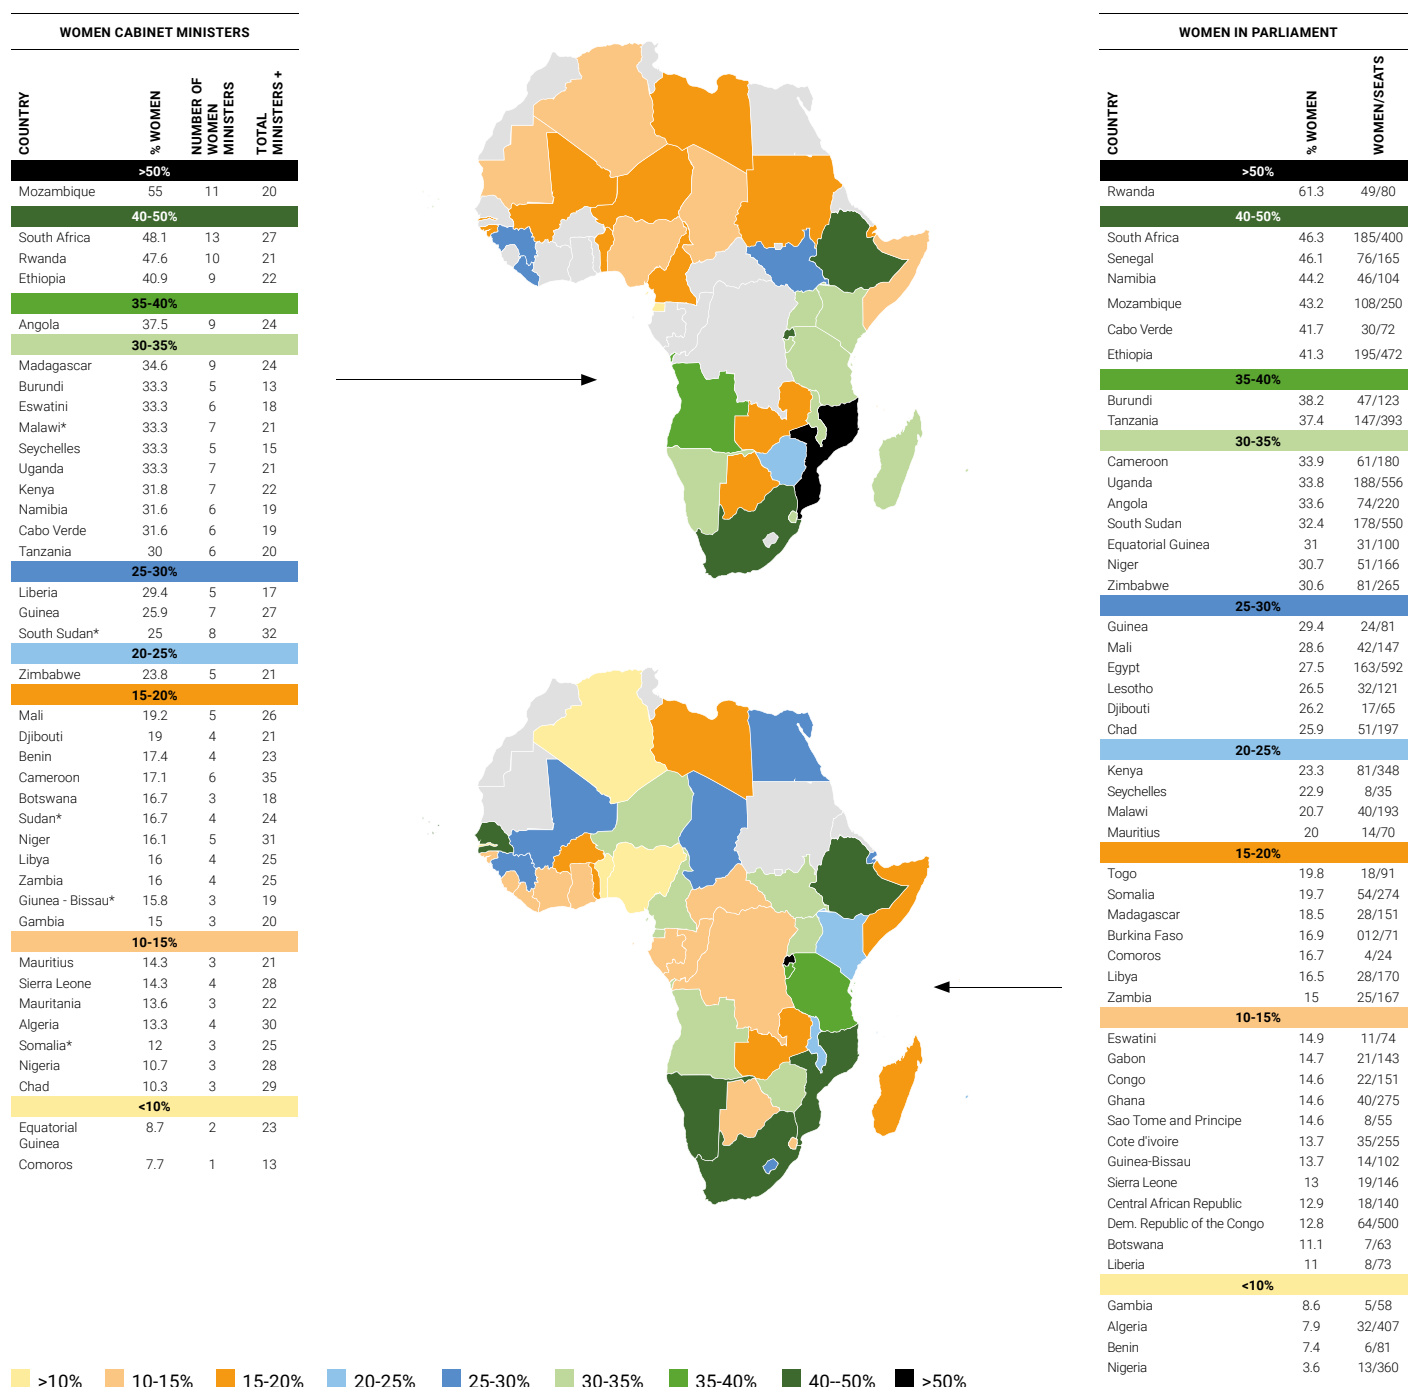 WOMEN CABINET MINISTERS
COUNTRY
% WOMEN
NUMBER OF
WOMEN
MINISTERS
TOTAL
MINISTERS +
>50%
Mozambique 55 11 20
40-50%
South Africa 48.1 13 27
Rwanda 47.6 10 21
Ethiopia 40.9 9 22
35-40%
Angola 37.5 9 24
30-35%
Madagascar 34.6 9 24
Burundi 33.3 5 13
Eswatini 33.3 6 18
Malawi* 33.3 7 21
Seychelles 33.3 5 15
Uganda 33.3 7 21
Kenya 31.8 7 22
Namibia 31.6 6 19
Cabo Verde 31.6 6 19
Tanzania 30 6 20
25-30%
Liberia 29.4 5 17
Guinea 25.9 7 27
South Sudan* 25 8 32
20-25%
Zimbabwe 23.8 5 21
15-20%
Mali 19.2 5 26
Djibouti 19 4 21
Benin 17.4 4 23
Cameroon 17.1 6 35
Botswana 16.7 3 18
Sudan* 16.7 4 24
Niger 16.1 5 31
Libya 16 4 25
Zambia 16 4 25
Giunea - Bissau* 15.8 3 19
Gambia 15 3 20
10-15%
Mauritius 14.3 3 21
Sierra Leone 14.3 4 28
Mauritania 13.6 3 22
Algeria 13.3 4 30
Somalia* 12 3 25
Nigeria 10.7 3 28
Chad 10.3 3 29
<10%
Equatorial
Guinea 8.7 2 23
Comoros 7.7 1 13
WOMEN IN PARLIAMENT
COUNTRY
% WOMEN
WOMEN/SEATS
>50%
Rwanda 61.3 49/80
40-50%
South Africa 46.3 185/400
Senegal 46.1 76/165
Namibia 44.2 46/104
Mozambique 43.2 108/250
Cabo Verde 41.7 30/72
Ethiopia 41.3 195/472
35-40%
Burundi 38.2 47/123
Tanzania 37.4 147/393
30-35%
Cameroon 33.9 61/180
Uganda 33.8 188/556
Angola 33.6 74/220
South Sudan 32.4 178/550
Equatorial Guinea 31 31/100
Niger 30.7 51/166
Zimbabwe 30.6 81/265
25-30%
Guinea 29.4 24/81
Mali 28.6 42/147
Egypt 27.5 163/592
Lesotho 26.5 32/121
Djibouti 26.2 17/65
Chad 25.9 51/197
20-25%
Kenya 23.3 81/348
Seychelles 22.9 8/35
Malawi 20.7 40/193
Mauritius 20 14/70
15-20%
Togo 19.8 18/91
Somalia 19.7 54/274
Madagascar 18.5 28/151
Burkina Faso 16.9 012/71
Comoros 16.7 4/24
Libya 16.5 28/170
Zambia 15 25/167
10-15%
Eswatini 14.9 11/74
Gabon 14.7 21/143
Congo 14.6 22/151
Ghana 14.6 40/275
Sao Tome and Principe 14.6 8/55
Cote d'ivoire 13.7 35/255
Guinea-Bissau 13.7 14/102
Sierra Leone 13 19/146
Central African Republic 12.9 18/140
Dem. Republic of the Congo 12.8 64/500
Botswana 11.1 7/63
Liberia 11 8/73
<10%
Gambia 8.6 5/58
Algeria 7.9 32/407
Benin 7.4 6/81
Nigeria 3.6 13/360
>10% 10-15% 15-20% 20-25% 25-30% 30-35% 35-40% 40--50% >50%